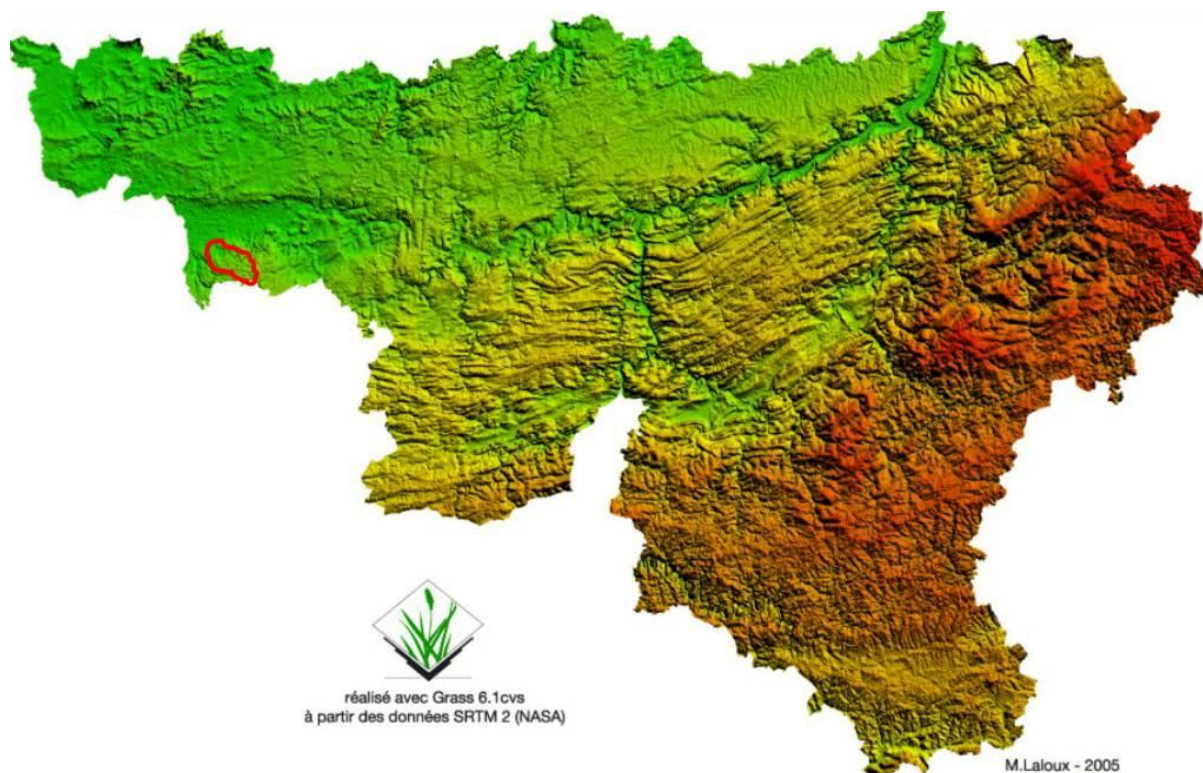 réalisé avec Grass 6.1cvs
à partir des données SRTM 2 (NASA)
M.Laloux - 2005